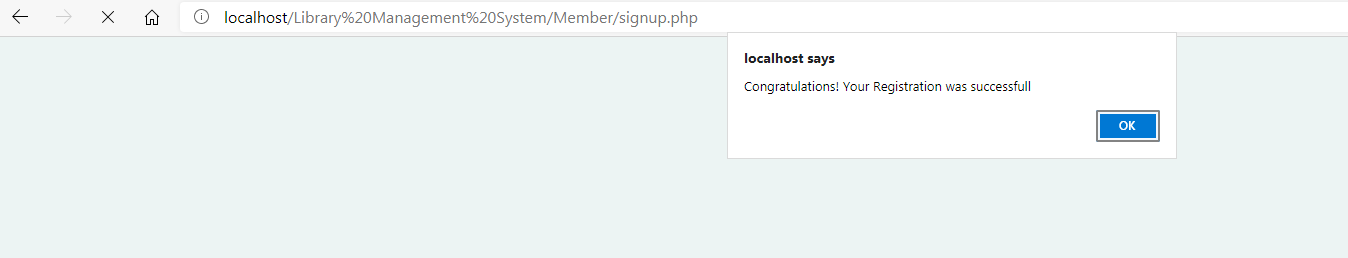 localhost/Library%20Management%20System/Member/signup.php
localhost says
Congratulations! Your Registration was successfull
OK